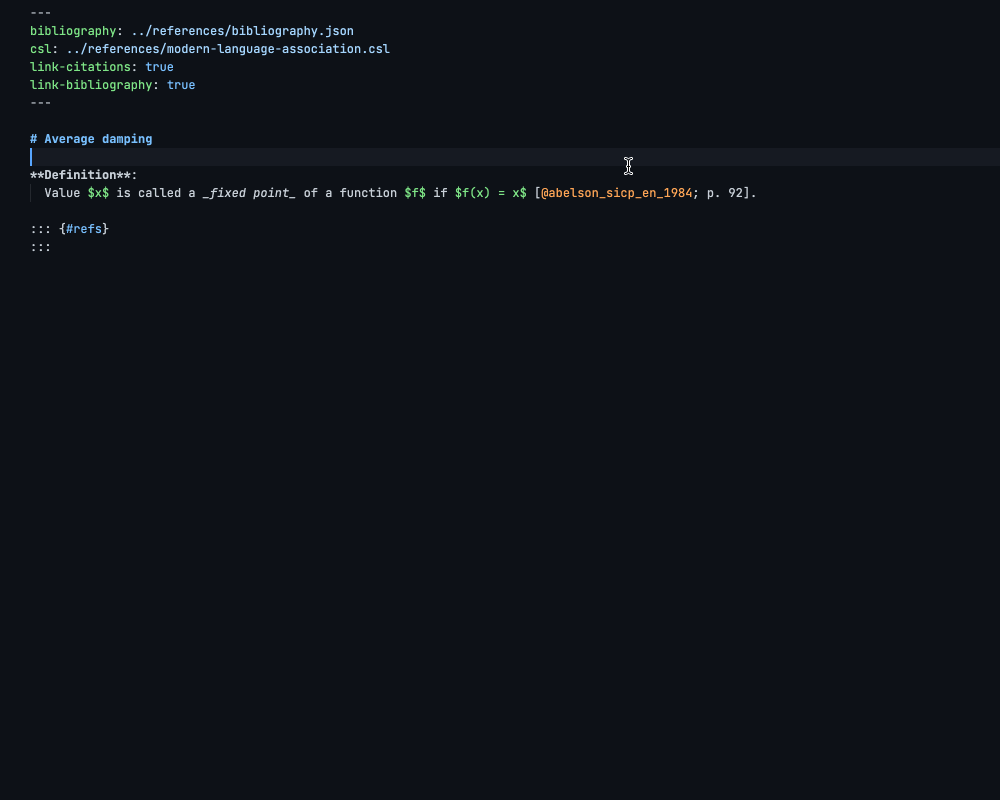 ---
bibliography: ../references/bibliography.json
csl: ../references/modern-language-association.csl
link-citations: true
link-bibliography: true
---
# Average damping
**Definition**:
Value $x$ is called a _fixed point_ of a function $f$ if $f(x) = x$ [@abelson_sicp_en_1984; p. 92].
::: {#refs}
:::